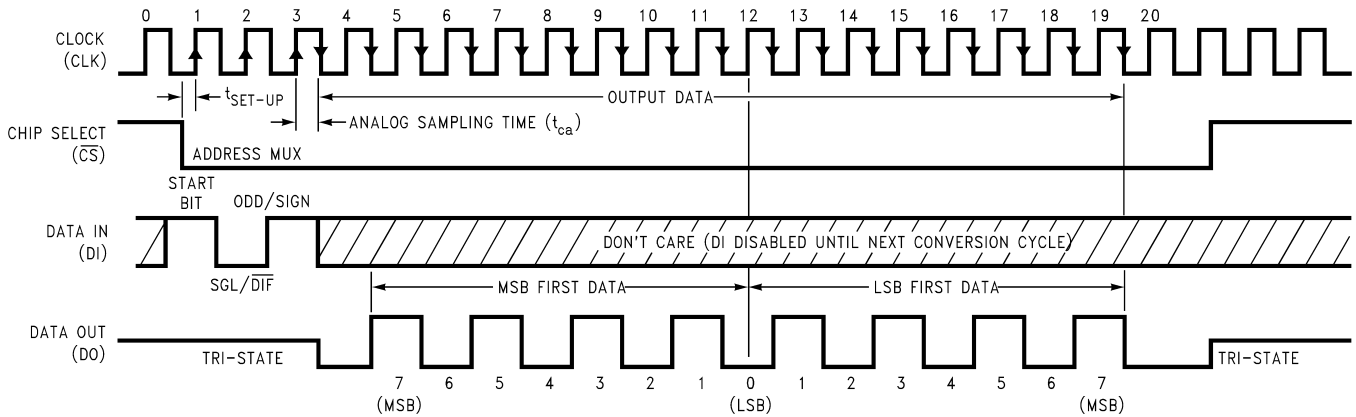 0 1 2 3 4 5 6 7 8 9 10 11 12 13 14 15 16 17 18 19 20
CLOCK
(CLK)
tSET-UP
OUTPUT DATA
ANALOG SAMPLING TIME (tca)
CHIP SELECT
(CS)
ADDRESS MUX
START
BIT
ODD/SIGN
DATA IN
(DI)
DON'T CARE (DI DISABLED UNTIL NEXT CONVERSION CYCLE)
SGL/DIF
MSB FIRST DATA
LSB FIRST DATA
DATA OUT
(DO)
TRI-STATE
TRI-STATE
7 6 5 4 3 2 1 0 1 2 3 4 5 6 7
(MSB) (LSB) (MSB)